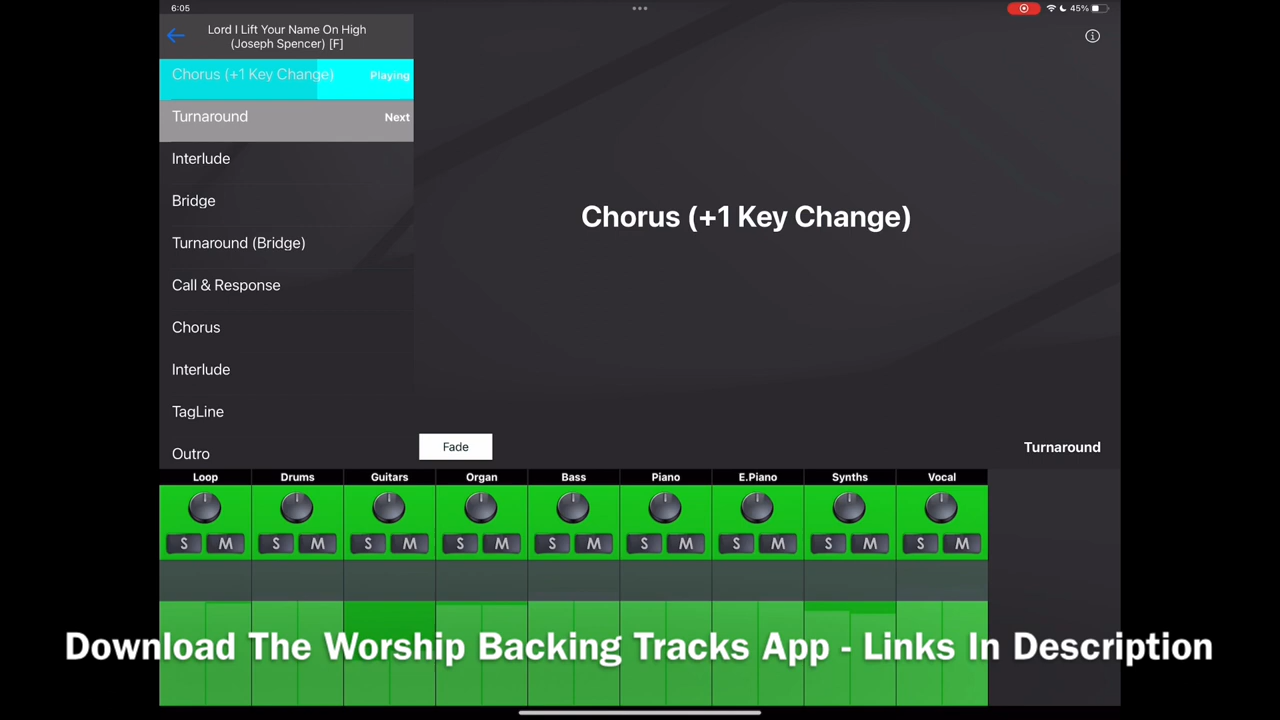 6:05
45%
Lord I Lift Your Name On High
(Joseph Spencer) [F]
Chorus (+1 Key Change) Playing
Turnaround Next
Interlude
Bridge
Turnaround (Bridge)
Call & Response
Chorus
Interlude
TagLine
Outro
Chorus (+1 Key Change)
Fade
Turnaround
Loop Drums Guitars Organ Bass Piano E.Piano Synths Vocal
S M S M S M S M S M S M S M S M S M
Download The Worship Backing Tracks App - Links In Description